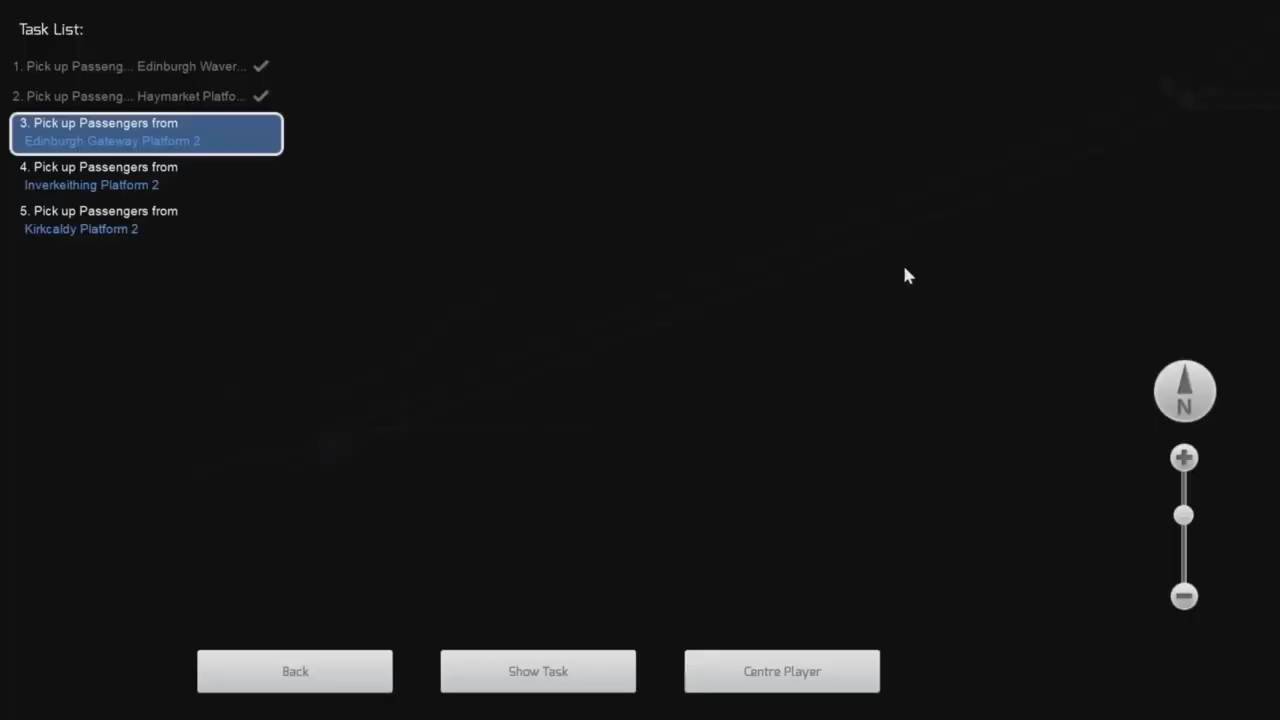 Task List:
1. Pick up Passeng... Edinburgh Waver...
2. Pick up Passeng... Haymarket Platfo...
3. Pick up Passengers from
Edinburgh Gateway Platform 2
4. Pick up Passengers from
Inverkeithing Platform 2
5. Pick up Passengers from
Kirkcaldy Platform 2
N
Back
Show Task
Centre Player